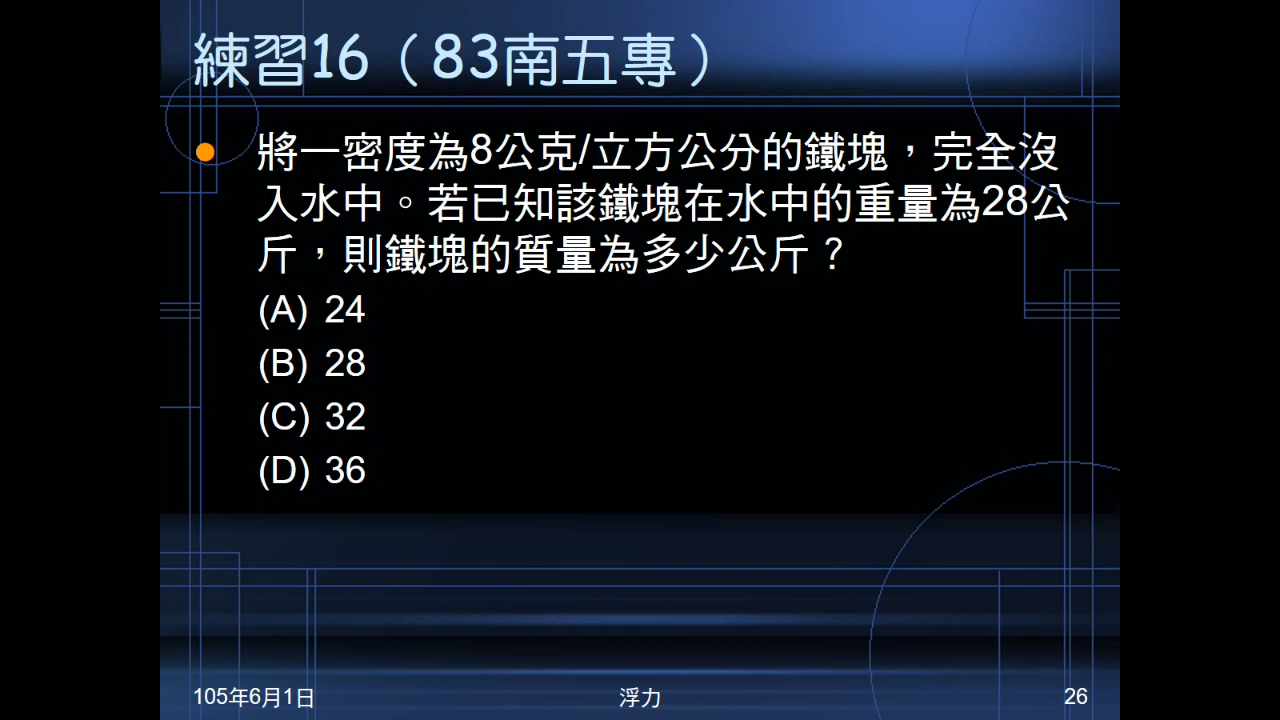 練習16（83南五專）
將一密度為8公克/立方公分的鐵塊，完全沒
入水中。若已知該鐵塊在水中的重量為28公
斤，則鐵塊的質量為多少公斤？
(A) 24
(B) 28
(C) 32
(D) 36
105年6月1日
浮力
26